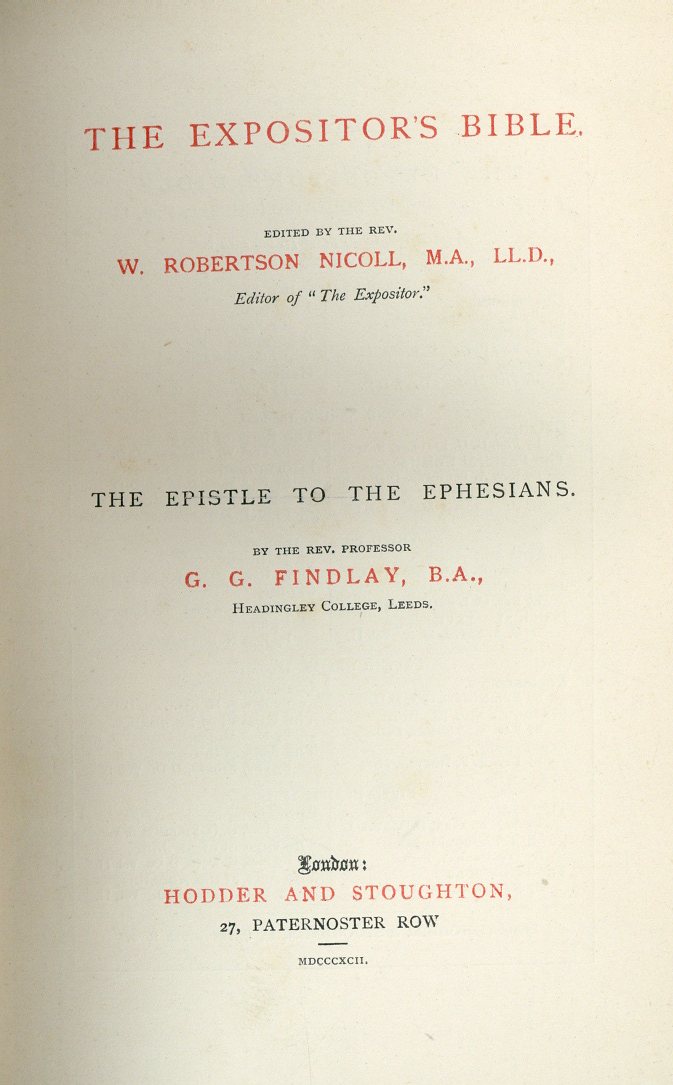 THE EXPOSITOR'S BIBLE.
EDITED BY THE REV.
W. ROBERTSON NICOLL, M.A., LL.D.,
Editor of "The Expositor."
THE EPISTLE TO THE EPHESIANS.
BY THE REV. PROFESSOR
G. G. FINDLAY, B.A.,
HEADINGLEY COLLEGE, LEEDS.
London:
HODDER AND STOUGHTON,
27, PATERNOSTER ROW
MDCCCXCII.